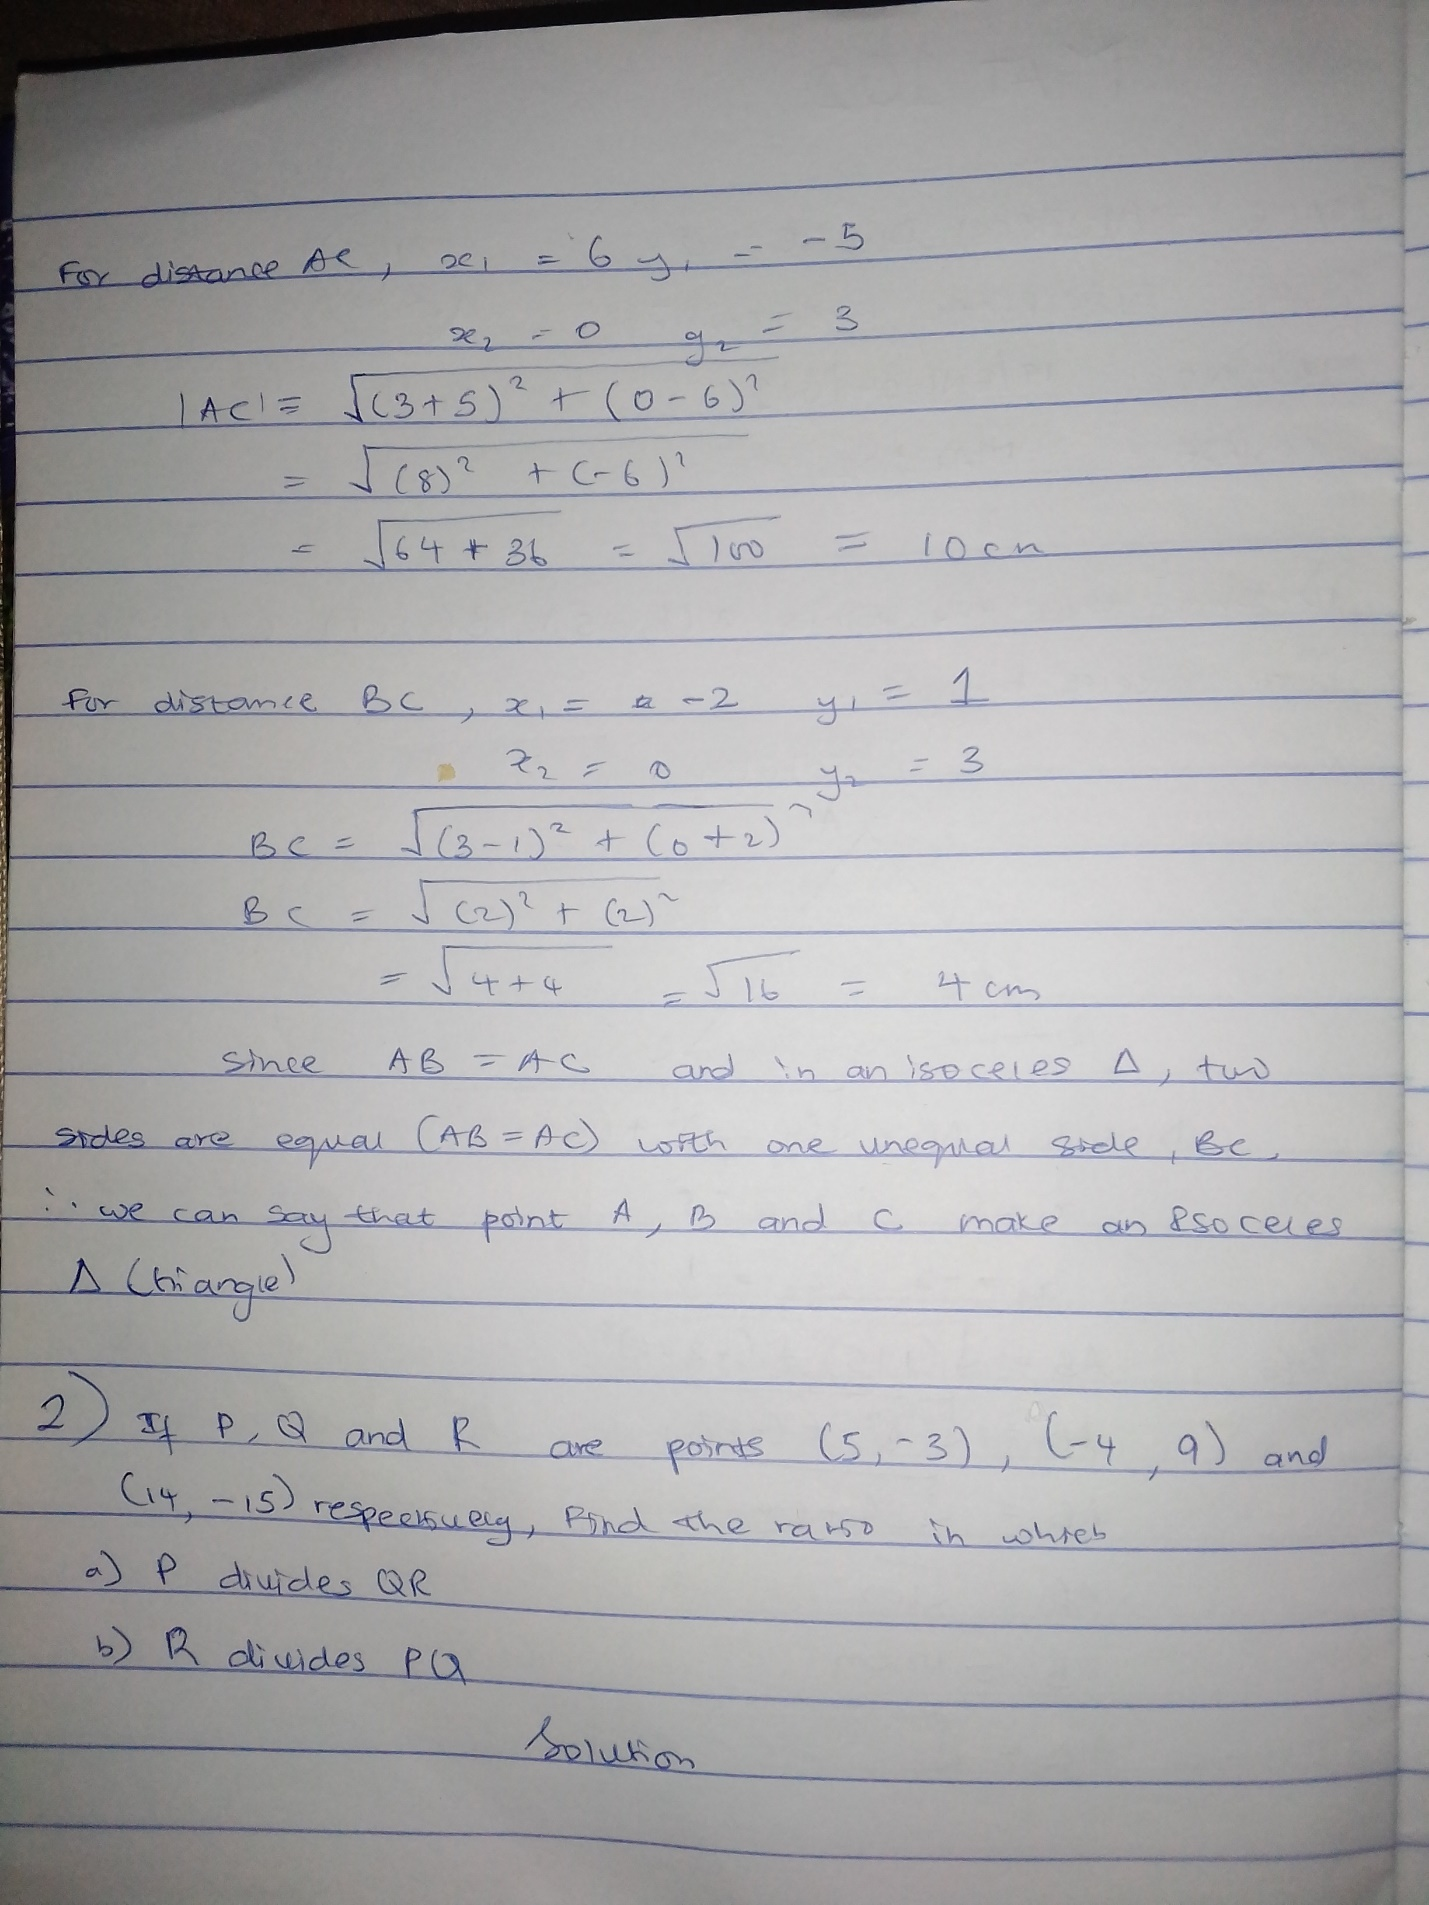 For distance AC, x₁ = 6 y₁ = -5
x₂ = 0 y₂ = 3
|AC| = √(3+5)² + (0-6)²
= √(8)² + (-6)²
= √64 + 36 = √100 = 10cm
For distance BC, x₁ = -2 y₁ = 1
x₂ = 0 y₂ = 3
BC = √(3-1)² + (0+2)²
BC = √(2)² + (2)²
= √4+4 = √16 = 4cm
Since AB = AC and in an isoceles Δ, two
sides are equal (AB = AC) with one unequal side, BC,
∴ we can say that point A, B and C make an isoceles
Δ (triangle)
2) If P, Q and R are points (5, -3), (-4, 9) and
(14, -15) respectively, Find the ratio in which
a) P divides QR
b) R divides PQ
Solution